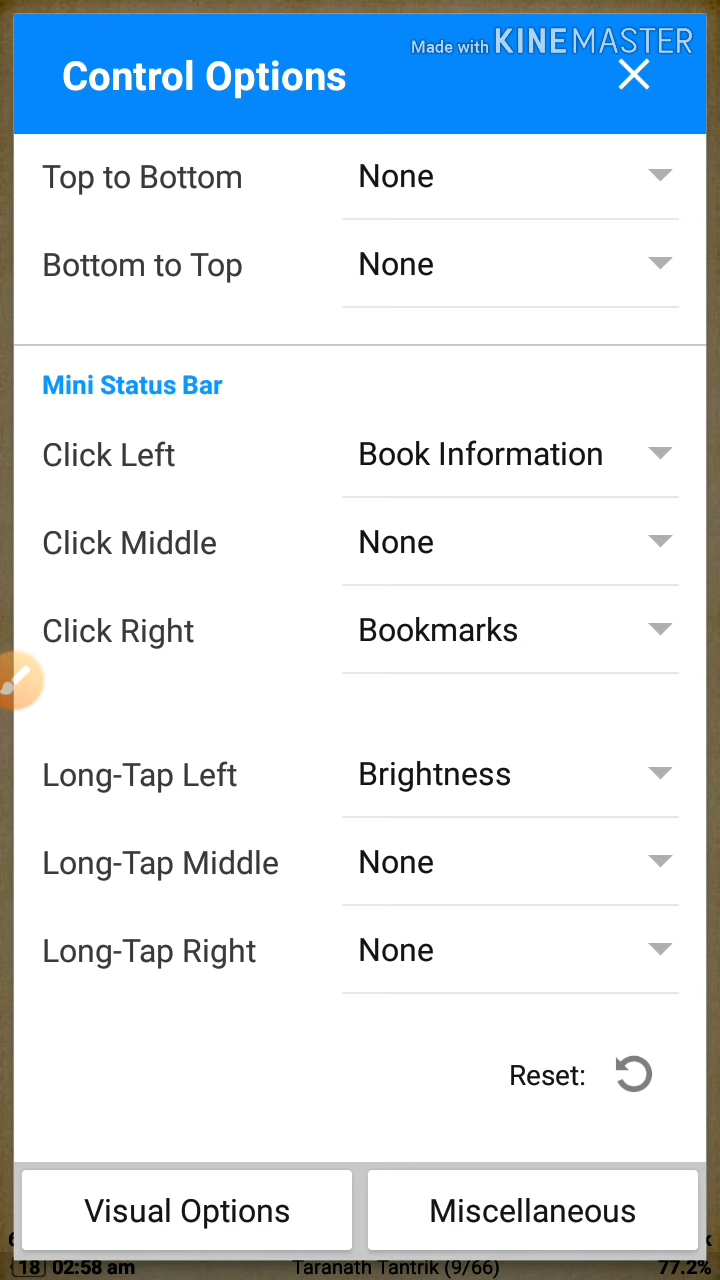 Made with KINEMASTER
Control Options
Top to Bottom None
Bottom to Top None
Mini Status Bar
Click Left Book Information
Click Middle None
Click Right Bookmarks
Long-Tap Left Brightness
Long-Tap Middle None
Long-Tap Right None
Reset:
Visual Options Miscellaneous
18 02:58 am Taranath Tantrik (9/66) 77.2%